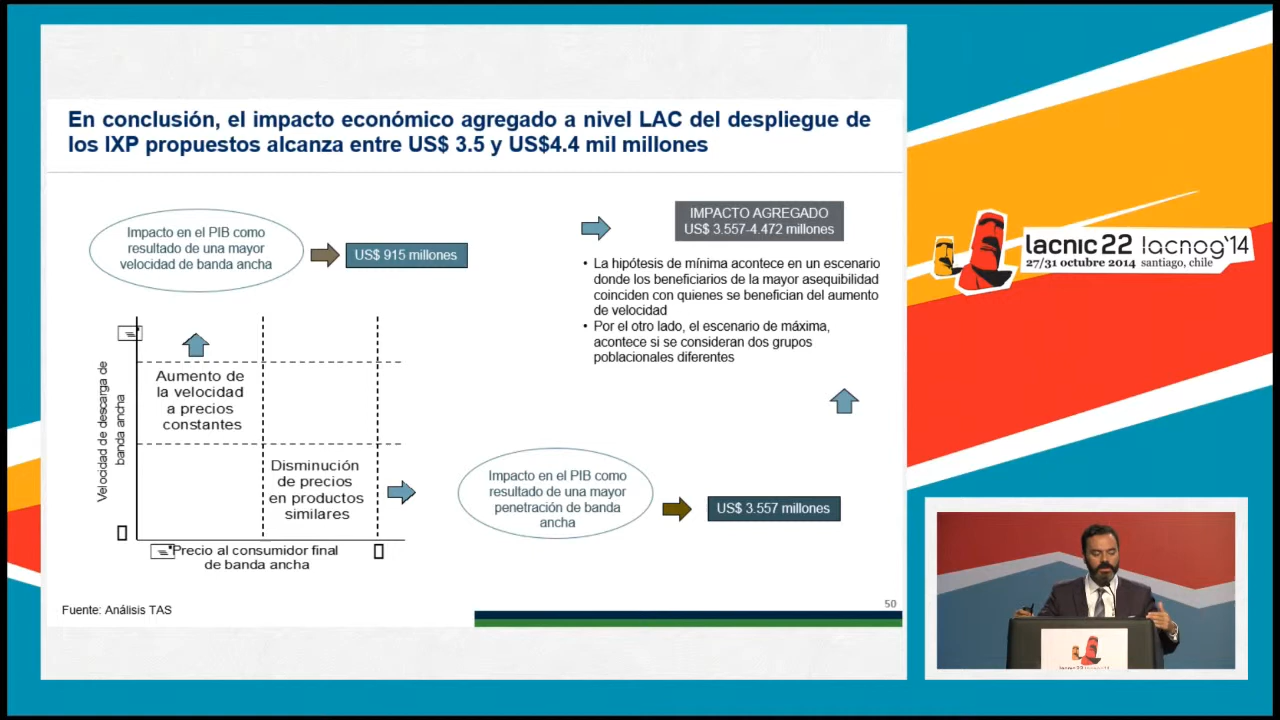 En conclusión, el impacto económico agregado a nivel LAC del despliegue de
los IXP propuestos alcanza entre US$ 3.5 y US$4.4 mil millones
Impacto en el PIB como
resultado de una mayor
velocidad de banda ancha
US$ 915 millones
IMPACTO AGREGADO
US$ 3.557-4.472 millones
• La hipótesis de mínima acontece en un escenario
donde los beneficiarios de la mayor asequibilidad
coinciden con quienes se benefician del aumento
de velocidad
• Por el otro lado, el escenario de máxima,
acontece si se consideran dos grupos
poblacionales diferentes
Velocidad de descarga de
banda ancha
Aumento de
la velocidad
a precios
constantes
Disminución
de precios
en productos
similares
Precio al consumidor final
de banda ancha
Impacto en el PIB como
resultado de una mayor
penetración de banda
ancha
US$ 3.557 millones
Fuente: Análisis TAS
50
lacnic 22 lacnog'14
27/31 octubre 2014 santiago, chile